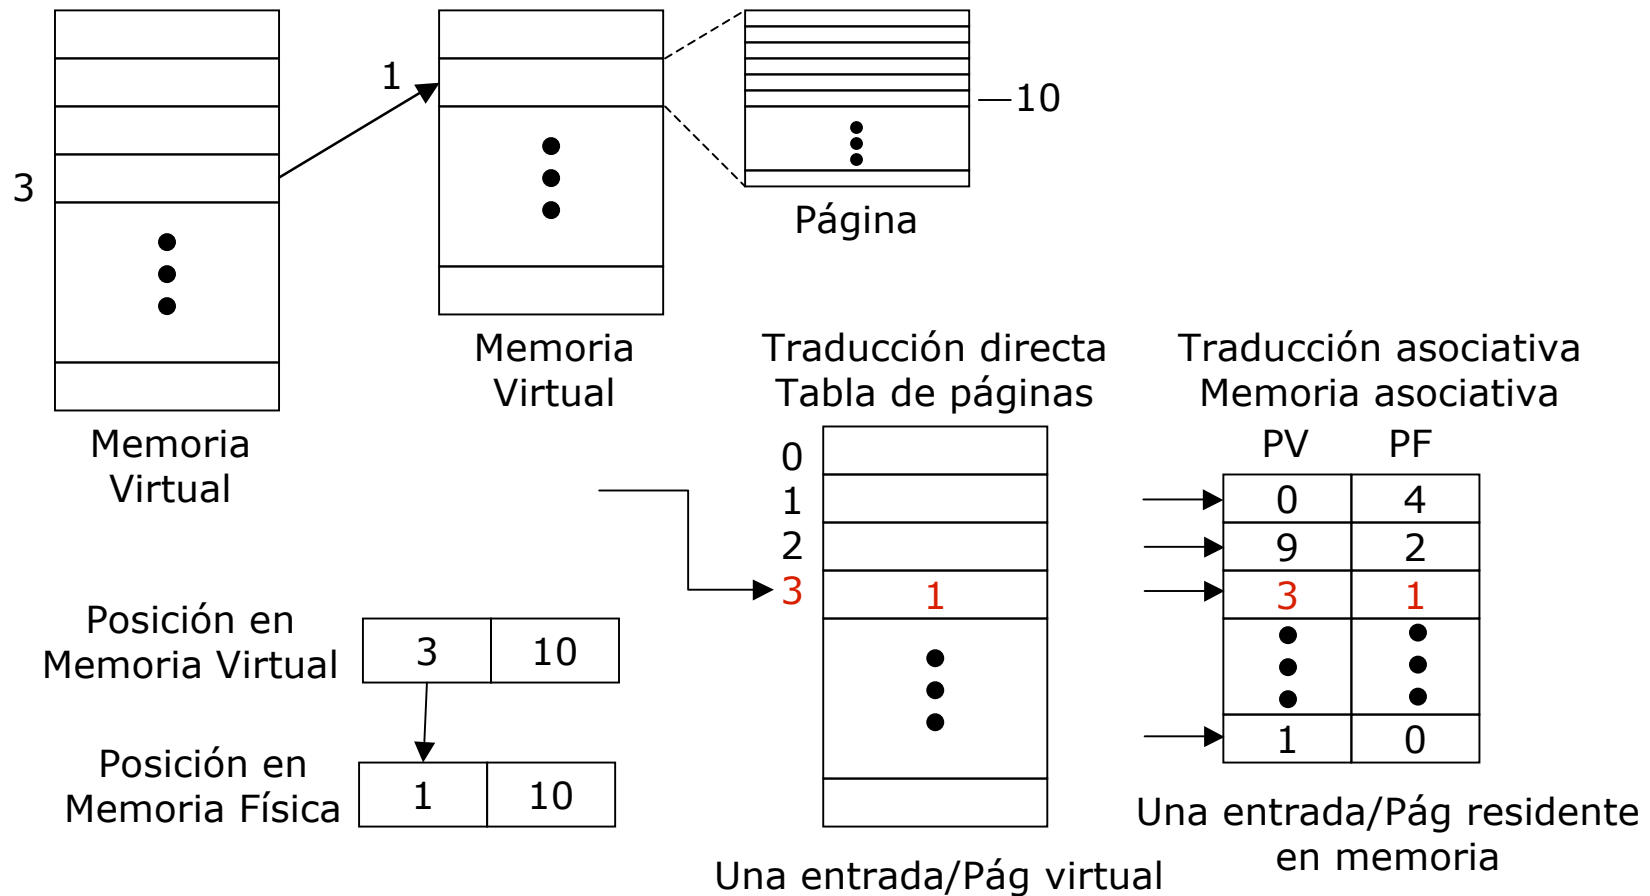 1
10
3
Página
Memoria
Virtual
Memoria
Virtual
Traducción directa
Tabla de páginas
0
1
2
3 1
Una entrada/Pág virtual
Traducción asociativa
Memoria asociativa
PV PF
0 4
9 2
3 1
1 0
Una entrada/Pág residente
en memoria
Posición en
Memoria Virtual
3 10
Posición en
Memoria Física
1 10